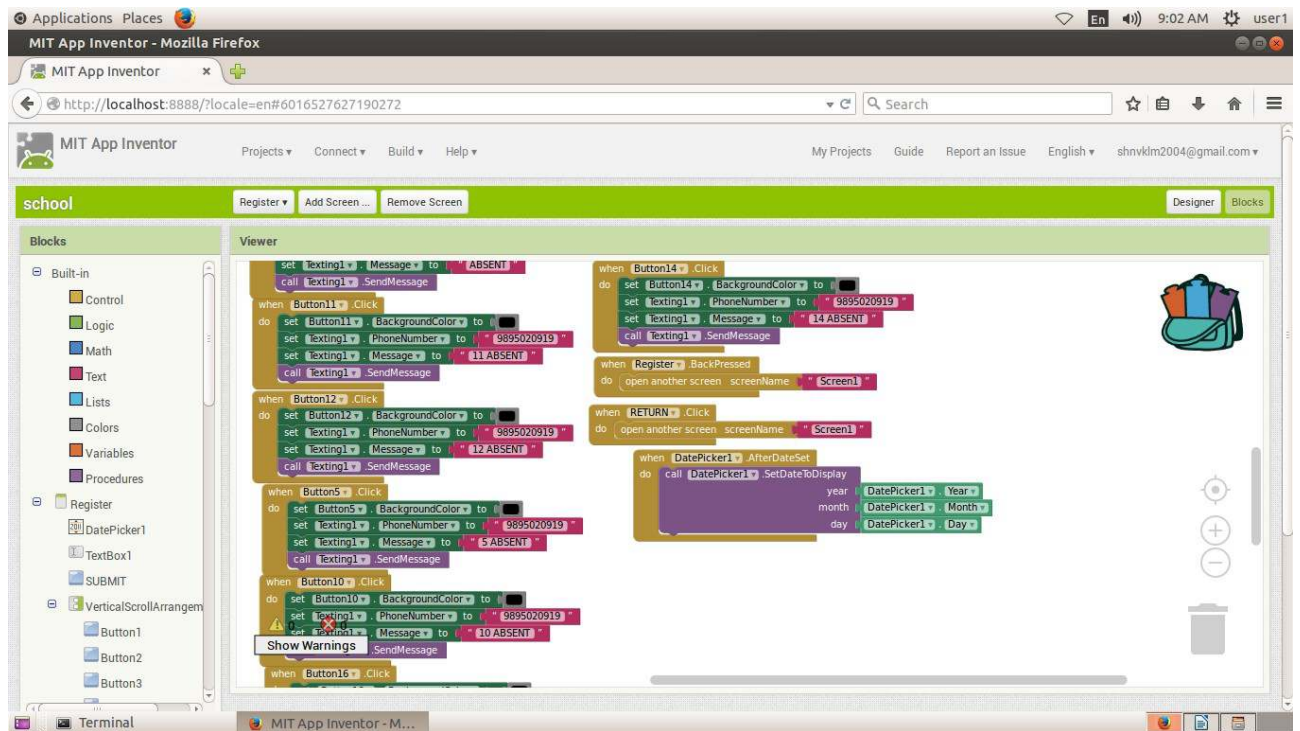 Applications Places En 9:02 AM user1
MIT App Inventor - Mozilla Firefox
MIT App Inventor
http://localhost:8888/?locale=en#6016527627190272 Search
MIT App Inventor Projects Connect Build Help My Projects Guide Report an Issue English shnvklm2004@gmail.com
school Register Add Screen ... Remove Screen Designer Blocks
Blocks
Built-in
Control
Logic
Math
Text
Lists
Colors
Variables
Procedures
Register
DatePicker1
TextBox1
SUBMIT
VerticalScrollArrangem
Button1
Button2
Button3
Viewer
set Texting1 . Message to " ABSENT "
call Texting1 .SendMessage
when Button11 .Click
do set Button11 . BackgroundColor to
set Texting1 . PhoneNumber to " 9895020919 "
set Texting1 . Message to " 11 ABSENT "
call Texting1 .SendMessage
when Button12 .Click
do set Button12 . BackgroundColor to
set Texting1 . PhoneNumber to " 9895020919 "
set Texting1 . Message to " 12 ABSENT "
call Texting1 .SendMessage
when Button5 .Click
do set Button5 . BackgroundColor to
set Texting1 . PhoneNumber to " 9895020919 "
set Texting1 . Message to " 5 ABSENT "
call Texting1 .SendMessage
when Button10 .Click
do set Button10 . BackgroundColor to
set Texting1 . PhoneNumber to " 9895020919 "
0 0
set Texting1 . Message to " 10 ABSENT "
Show Warnings .SendMessage
when Button16 .Click
when Button14 .Click
do set Button14 . BackgroundColor to
set Texting1 . PhoneNumber to " 9895020919 "
set Texting1 . Message to " 14 ABSENT "
call Texting1 .SendMessage
when Register .BackPressed
do open another screen screenName " Screen1 "
when RETURN .Click
do open another screen screenName " Screen1 "
when DatePicker1 .AfterDateSet
do call DatePicker1 .SetDateToDisplay
year DatePicker1 . Year
month DatePicker1 . Month
day DatePicker1 . Day
Terminal MIT App Inventor - M...